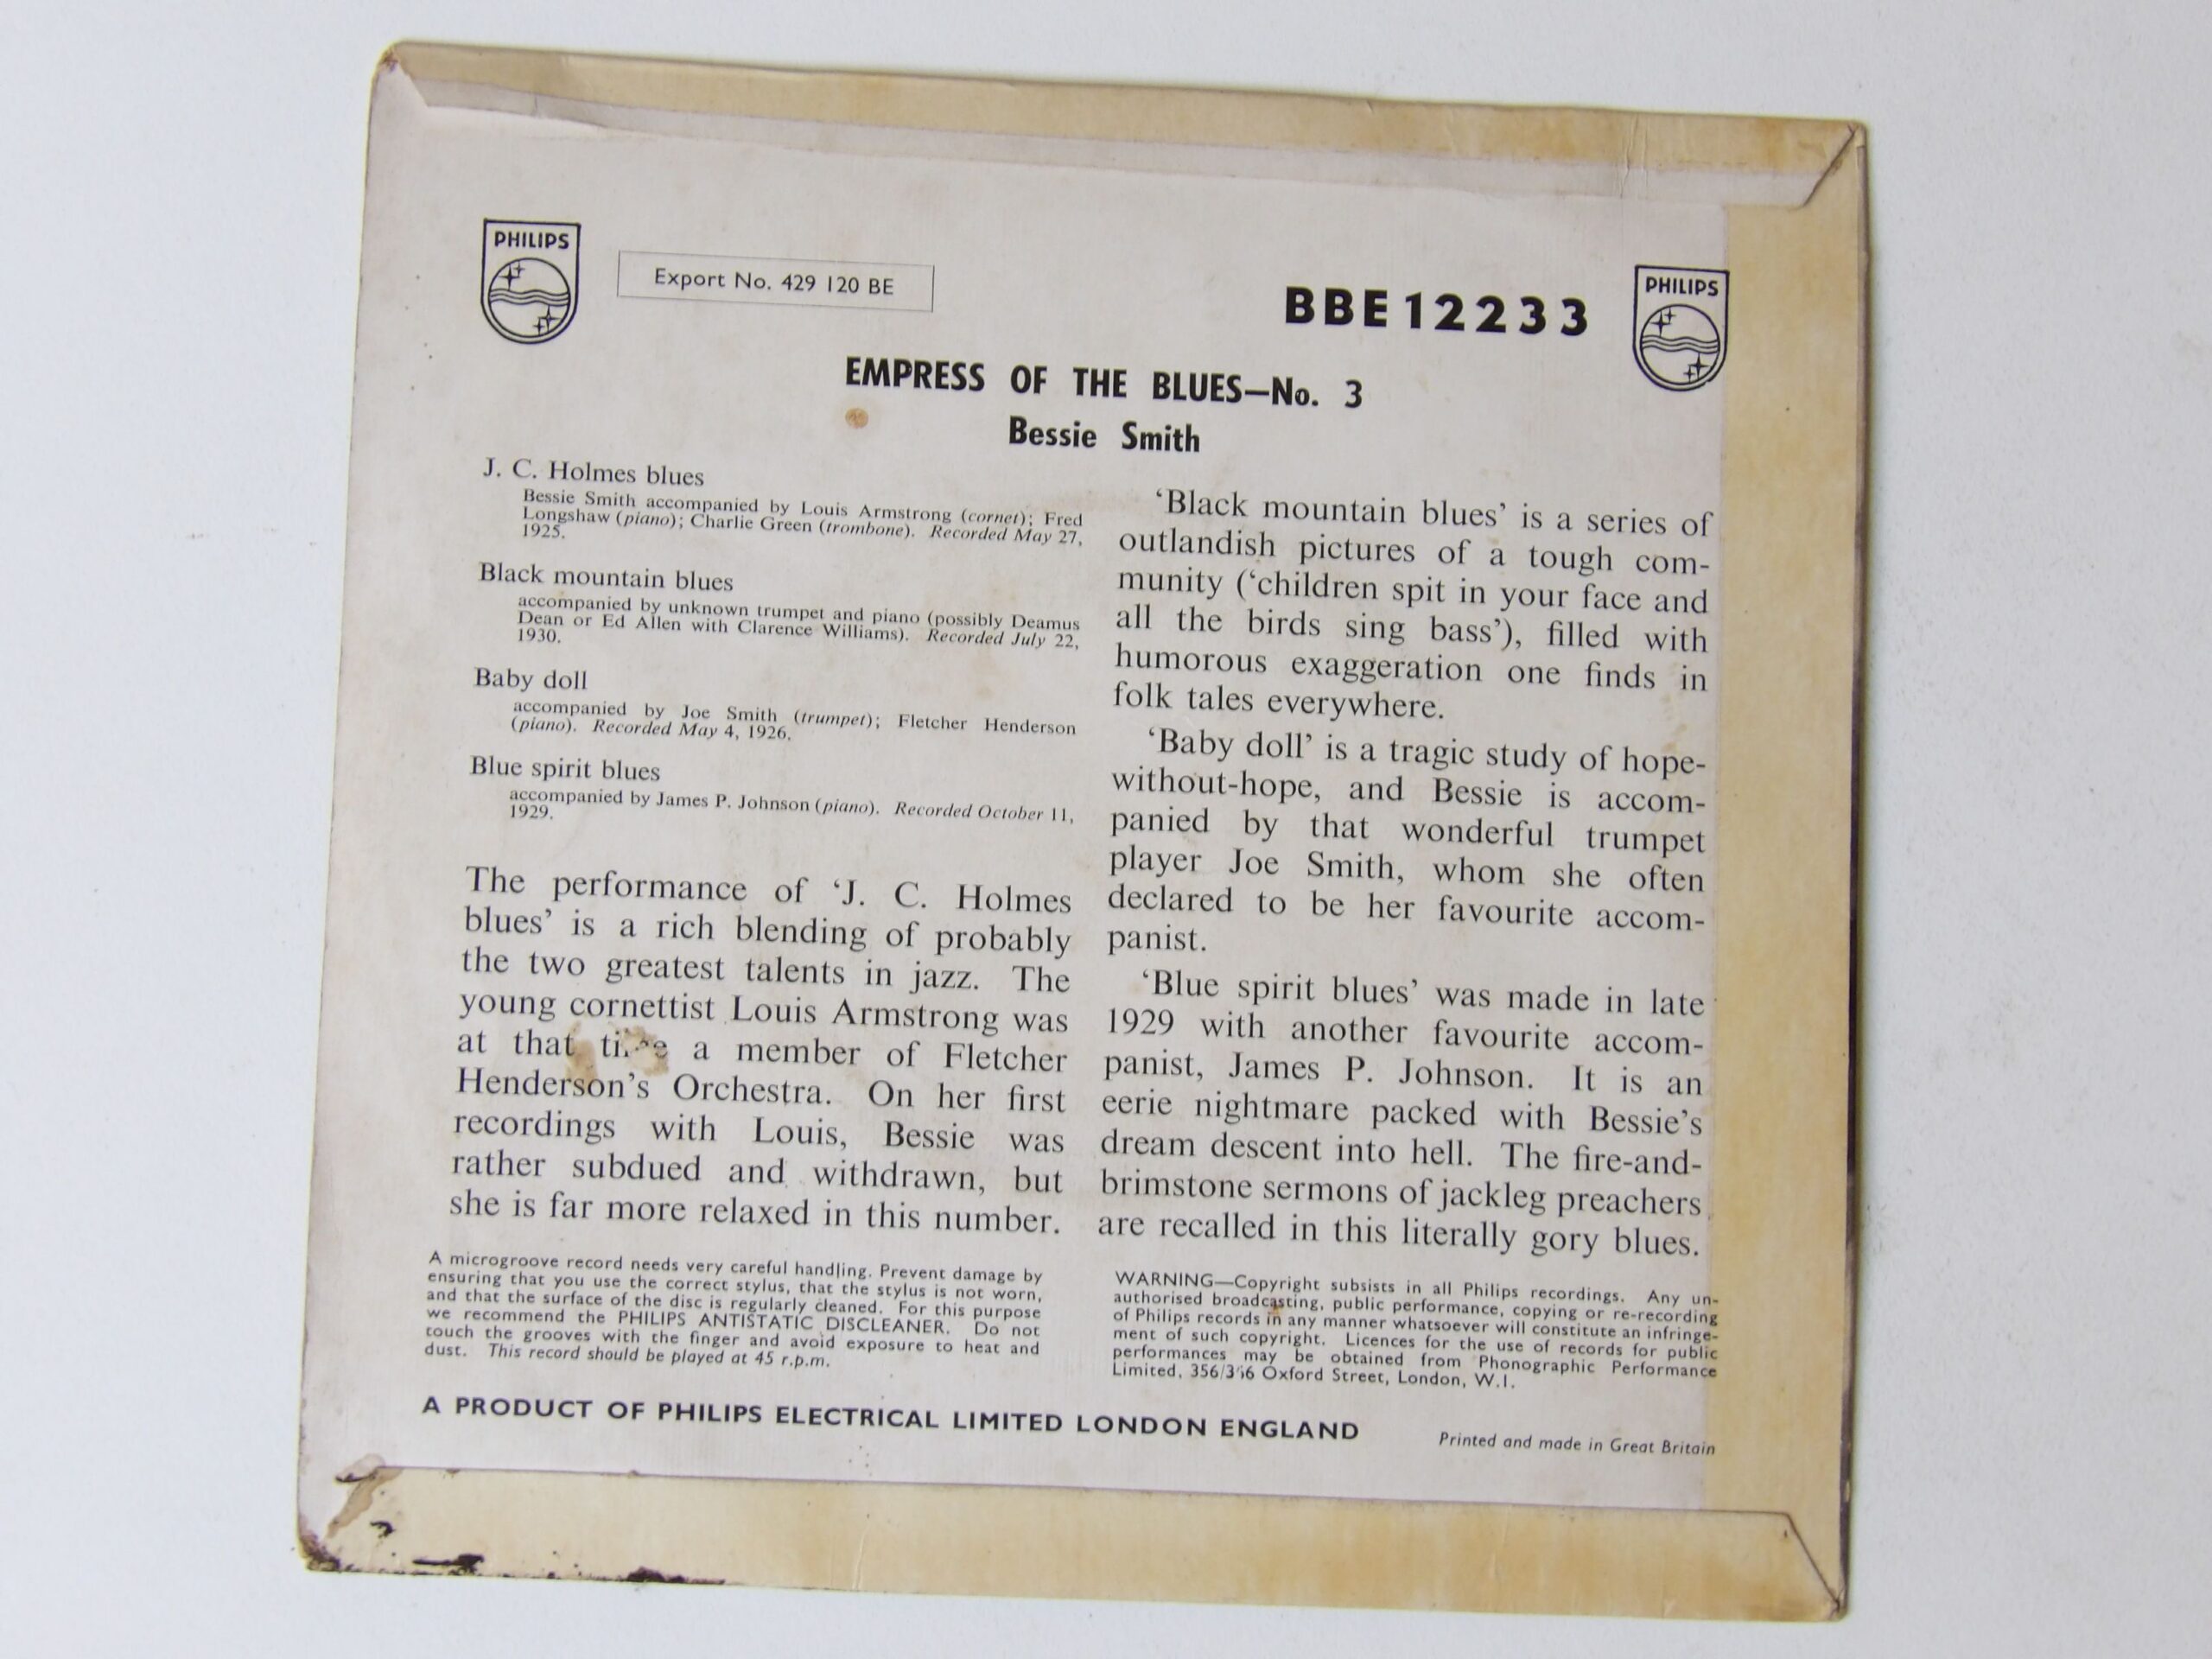 PHILIPS
Export No. 429 120 BE
BBE 12233
PHILIPS
EMPRESS OF THE BLUES—No. 3
Bessie Smith
J. C. Holmes blues
Bessie Smith accompanied by Louis Armstrong (cornet); Fred
Longshaw (piano); Charlie Green (trombone). Recorded May 27,
1925.
Black mountain blues
accompanied by unknown trumpet and piano (possibly Deamus
Dean or Ed Allen with Clarence Williams). Recorded July 22,
1930.
Baby doll
accompanied by Joe Smith (trumpet); Fletcher Henderson
(piano). Recorded May 4, 1926.
Blue spirit blues
accompanied by James P. Johnson (piano). Recorded October 11,
1929.
The performance of ‘J. C. Holmes
blues’ is a rich blending of probably
the two greatest talents in jazz. The
young cornettist Louis Armstrong was
at that a member of Fletcher
Henderson’s Orchestra. On her first
recordings with Louis, Bessie was
rather subdued and withdrawn, but
she is far more relaxed in this number.
‘Black mountain blues’ is a series of
outlandish pictures of a tough com-
munity (‘children spit in your face and
all the birds sing bass’), filled with
humorous exaggeration one finds in
folk tales everywhere.
‘Baby doll’ is a tragic study of hope-
without-hope, and Bessie is accom-
panied by that wonderful trumpet
player Joe Smith, whom she often
declared to be her favourite accom-
panist.
‘Blue spirit blues’ was made in late
1929 with another favourite accom-
panist, James P. Johnson. It is an
eerie nightmare packed with Bessie’s
dream descent into hell. The fire-and-
brimstone sermons of jackleg preachers
are recalled in this literally gory blues.
A microgroove record needs very careful handling. Prevent damage by
ensuring that you use the correct stylus, that the stylus is not worn,
and that the surface of the disc is regularly cleaned. For this purpose
we recommend the PHILIPS ANTISTATIC DISCLEANER. Do not
touch the grooves with the finger and avoid exposure to heat and
dust. This record should be played at 45 r.p.m.
WARNING—Copyright subsists in all Philips recordings. Any un-
authorised broadcasting, public performance, copying or re-recording
of Philips records in any manner whatsoever will constitute an infringe-
ment of such copyright. Licences for the use of records for public
performances may be obtained from Phonographic Performance
Limited, Oxford Street, London, W.1.
A PRODUCT OF PHILIPS ELECTRICAL LIMITED LONDON ENGLAND
Printed and made in Great Britain